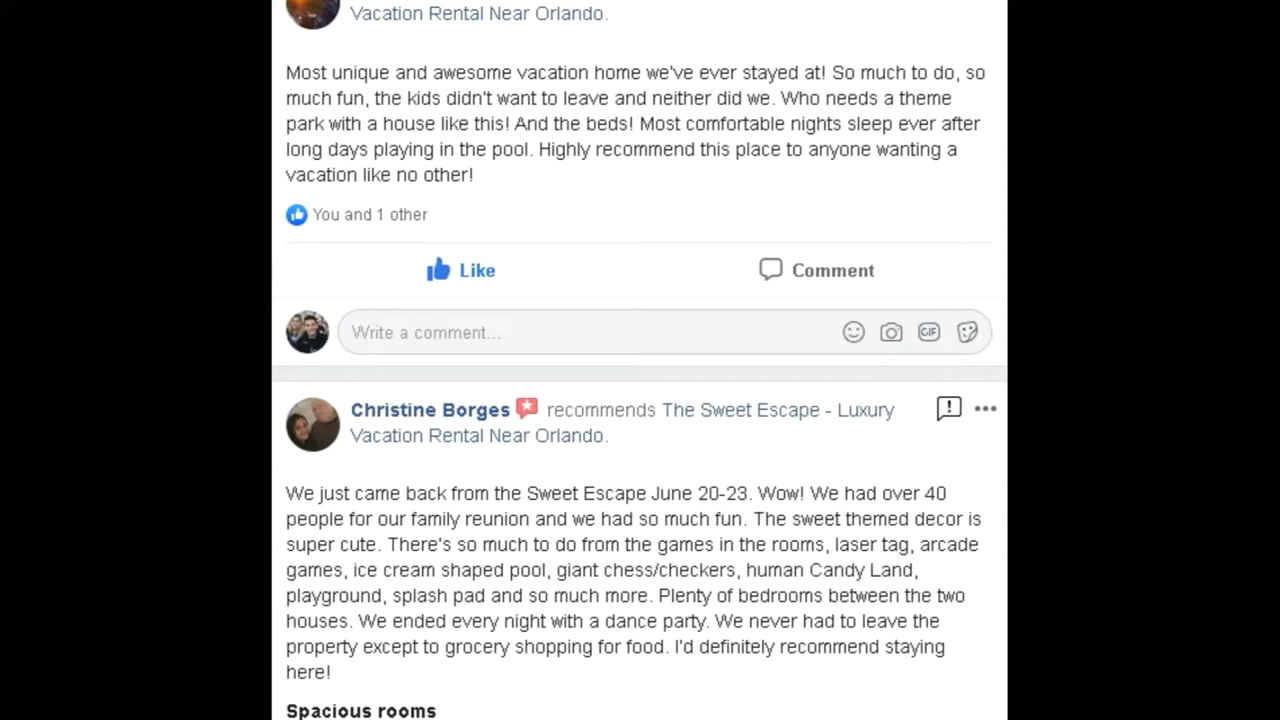 Vacation Rental Near Orlando.
Most unique and awesome vacation home we've ever stayed at! So much to do, so
much fun, the kids didn't want to leave and neither did we. Who needs a theme
park with a house like this! And the beds! Most comfortable nights sleep ever after
long days playing in the pool. Highly recommend this place to anyone wanting a
vacation like no other!
You and 1 other
Like Comment
Write a comment... GIF
Christine Borges recommends The Sweet Escape - Luxury
Vacation Rental Near Orlando.
We just came back from the Sweet Escape June 20-23. Wow! We had over 40
people for our family reunion and we had so much fun. The sweet themed decor is
super cute. There's so much to do from the games in the rooms, laser tag, arcade
games, ice cream shaped pool, giant chess/checkers, human Candy Land,
playground, splash pad and so much more. Plenty of bedrooms between the two
houses. We ended every night with a dance party. We never had to leave the
property except to grocery shopping for food. I'd definitely recommend staying
here!
Spacious rooms